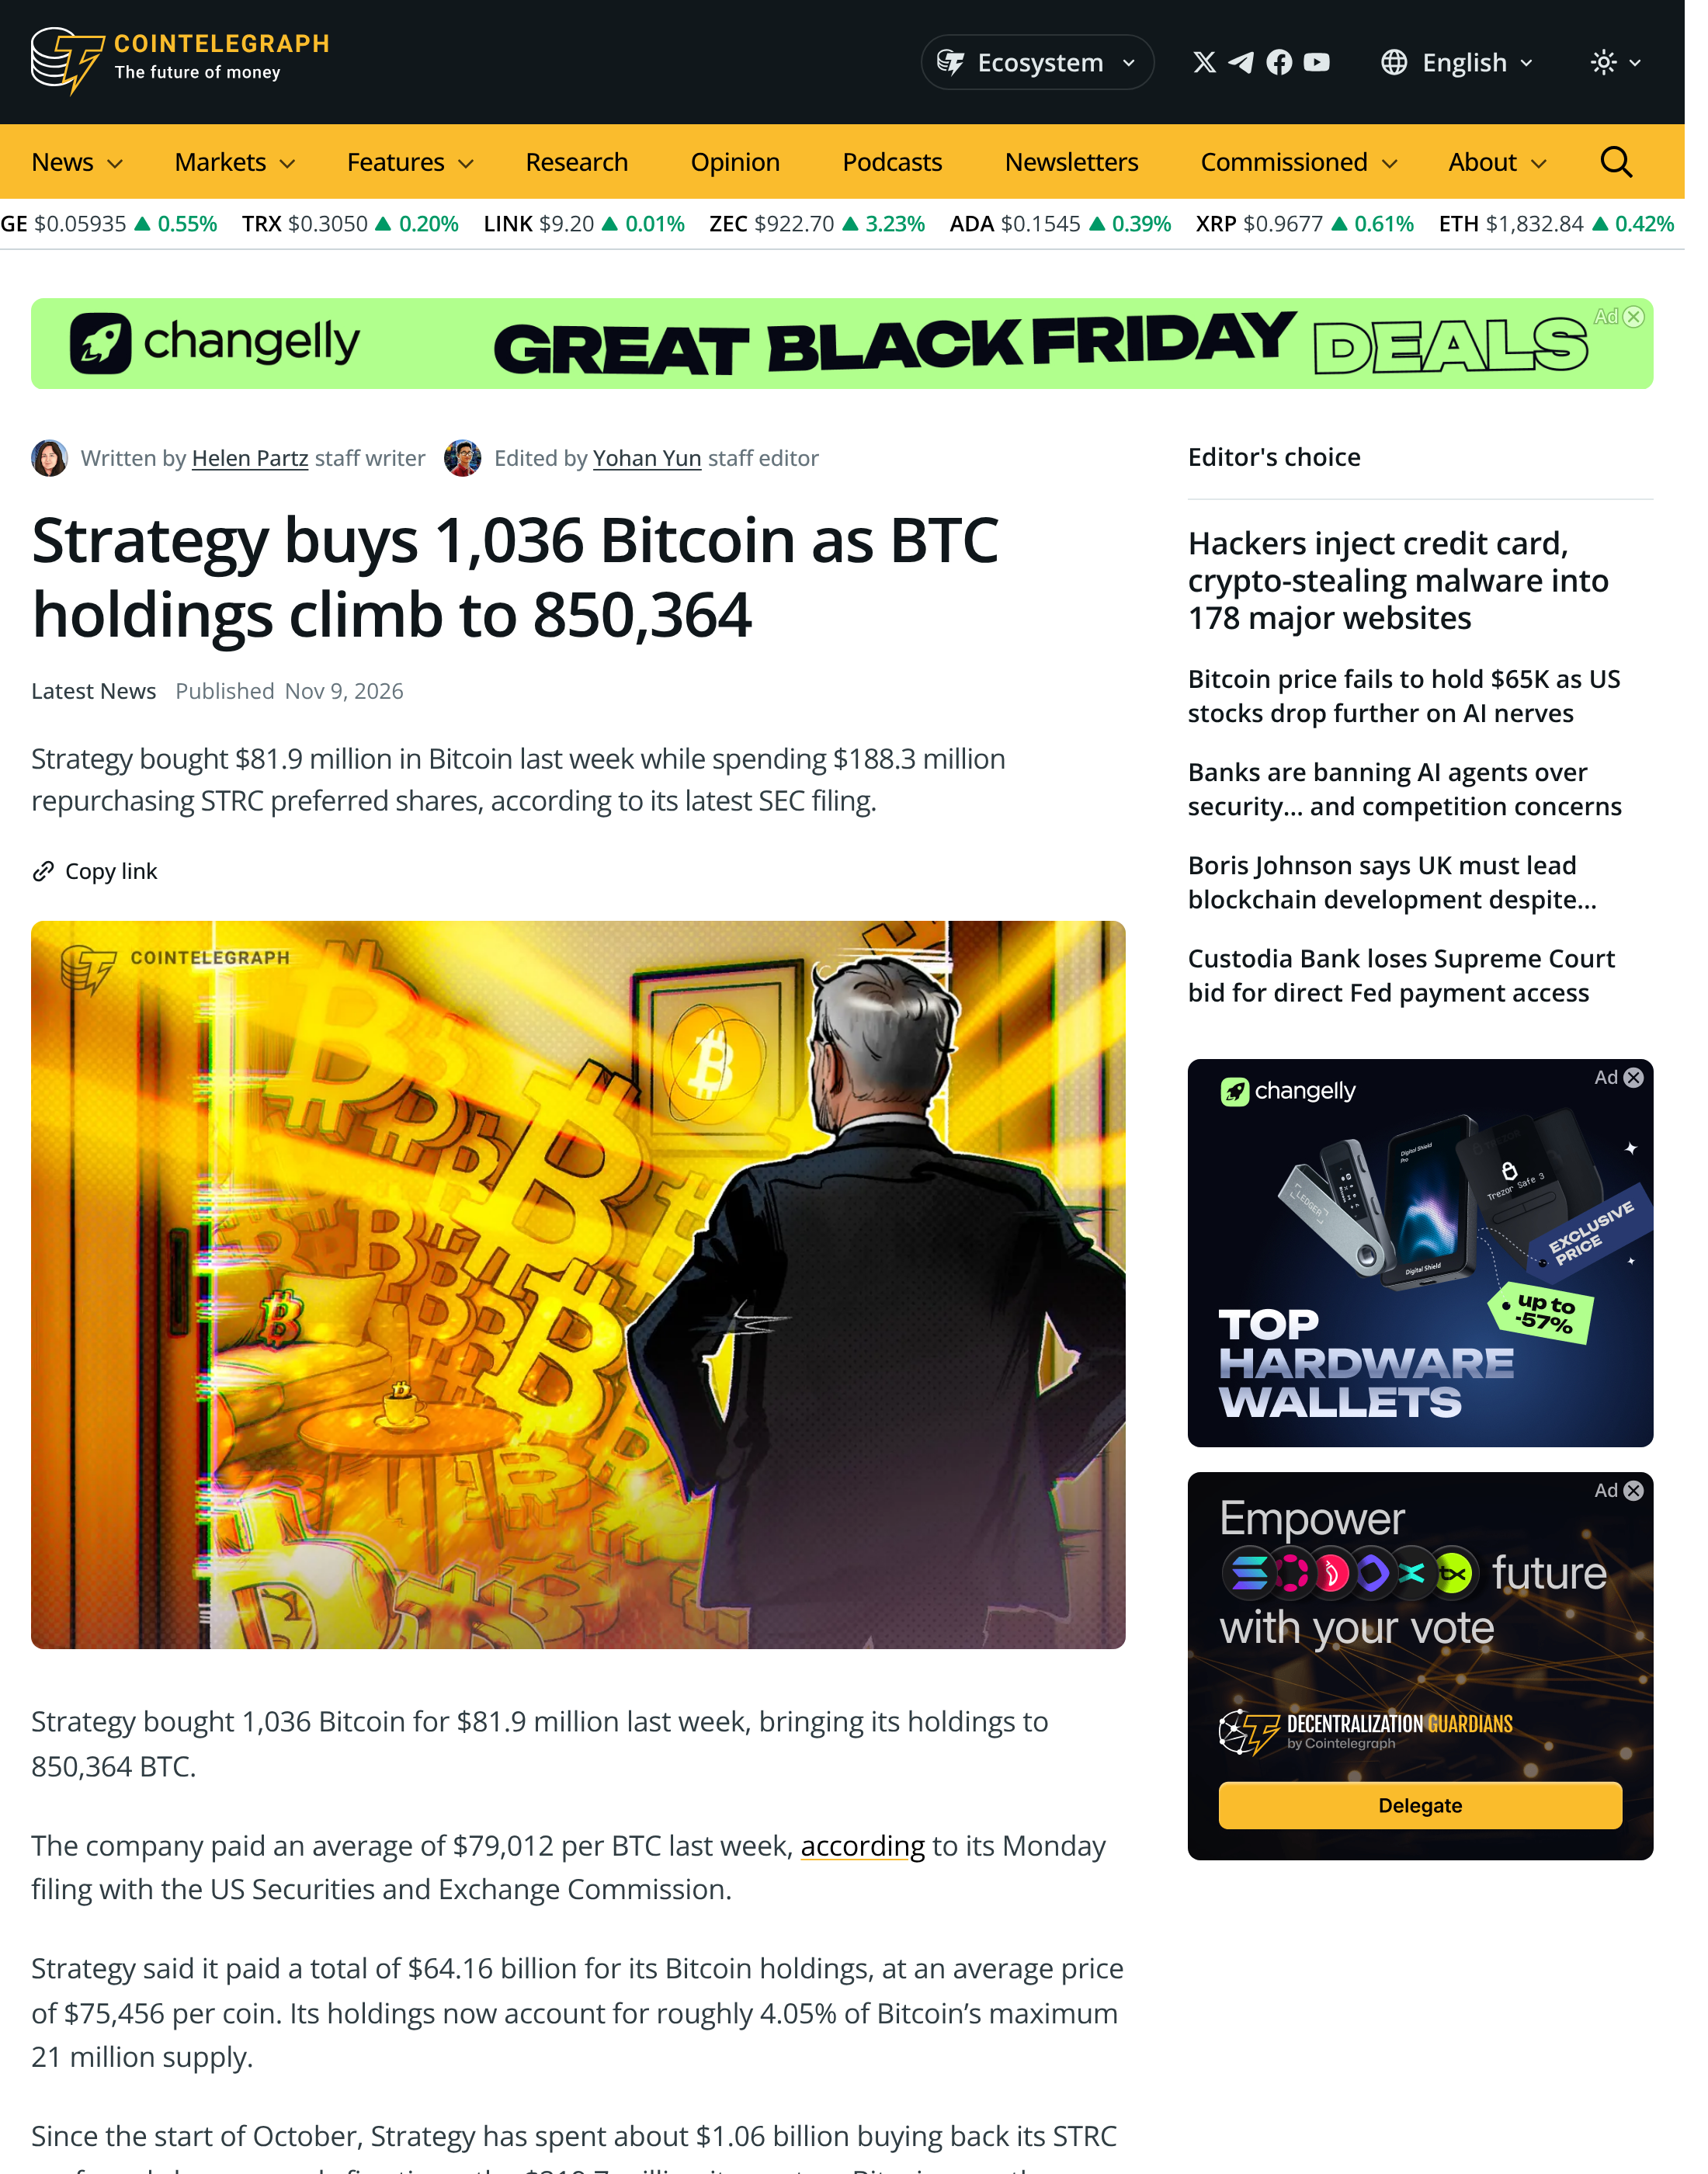 COINTELEGRAPH
The future of money
Ecosystem
English
News
Markets
Features
Research
Opinion
Podcasts
Newsletters
Commissioned
About
GE $0.05935 ▲ 0.55% TRX $0.3050 ▲ 0.20% LINK $9.20 ▲ 0.01% ZEC $922.70 ▲ 3.23% ADA $0.1545 ▲ 0.39% XRP $0.9677 ▲ 0.61% ETH $1,832.84 ▲ 0.42%
changelly GREAT BLACK FRIDAY DEALS
Ad
Written by Helen Partz staff writer Edited by Yohan Yun staff editor
Strategy buys 1,036 Bitcoin as BTC
holdings climb to 850,364
Latest News Published Nov 9, 2026
Strategy bought $81.9 million in Bitcoin last week while spending $188.3 million
repurchasing STRC preferred shares, according to its latest SEC filing.
Copy link
COINTELEGRAPH
Strategy bought 1,036 Bitcoin for $81.9 million last week, bringing its holdings to
850,364 BTC.
The company paid an average of $79,012 per BTC last week, according to its Monday
filing with the US Securities and Exchange Commission.
Strategy said it paid a total of $64.16 billion for its Bitcoin holdings, at an average price
of $75,456 per coin. Its holdings now account for roughly 4.05% of Bitcoin’s maximum
21 million supply.
Since the start of October, Strategy has spent about $1.06 billion buying back its STRC
Editor's choice
Hackers inject credit card,
crypto-stealing malware into
178 major websites
Bitcoin price fails to hold $65K as US
stocks drop further on AI nerves
Banks are banning AI agents over
security... and competition concerns
Boris Johnson says UK must lead
blockchain development despite...
Custodia Bank loses Supreme Court
bid for direct Fed payment access
changelly
Ad
LEDGER
Digital Shield
Pro
Digital Shield
Trezor Safe 3
EXCLUSIVE
PRICE
up to
-57%
TOP
HARDWARE
WALLETS
Ad
Empower
future
with your vote
DECENTRALIZATION GUARDIANS
by Cointelegraph
Delegate